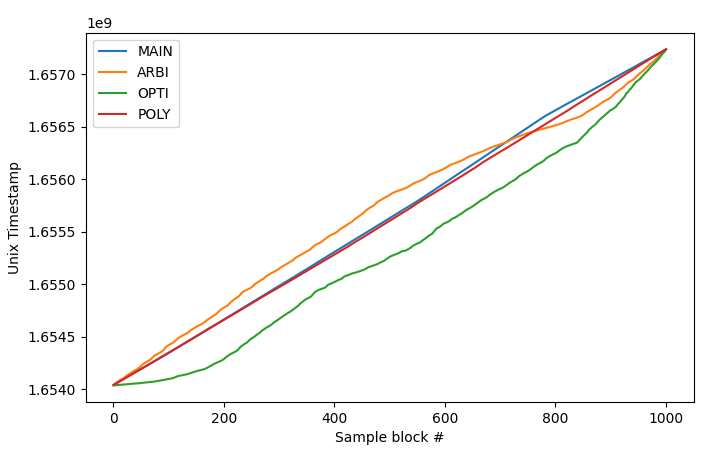 1e9
MAIN
ARBI
OPTI
POLY
1.6570
1.6565
1.6560
1.6555
1.6550
1.6545
1.6540
Unix Timestamp
0 200 400 600 800 1000
Sample block #